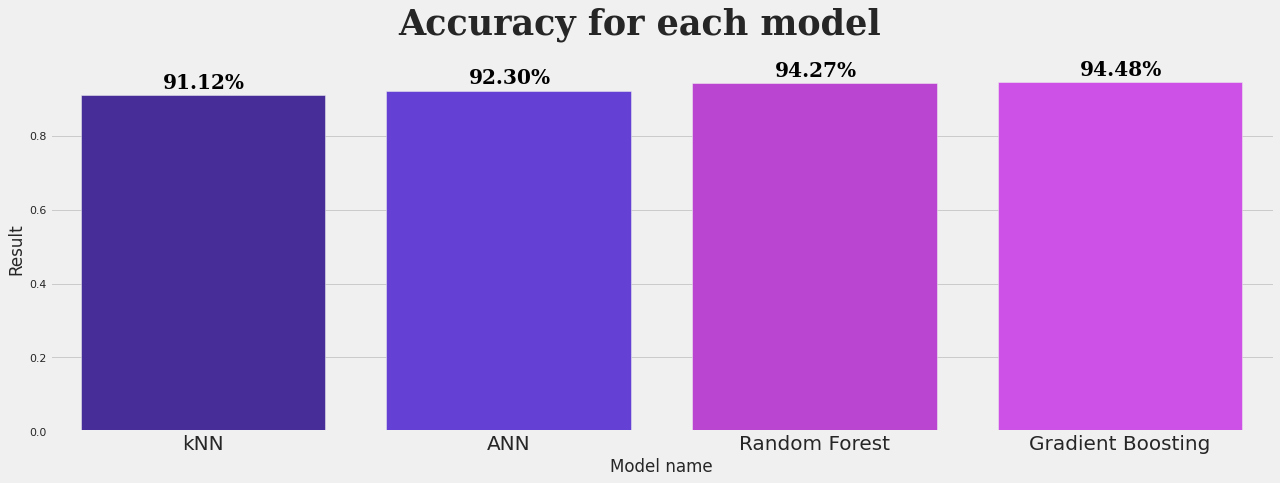 Accuracy for each model
91.12%
92.30%
94.27%
94.48%
0.8
0.6
0.4
0.2
0.0
Result
kNN
ANN
Random Forest
Gradient Boosting
Model name